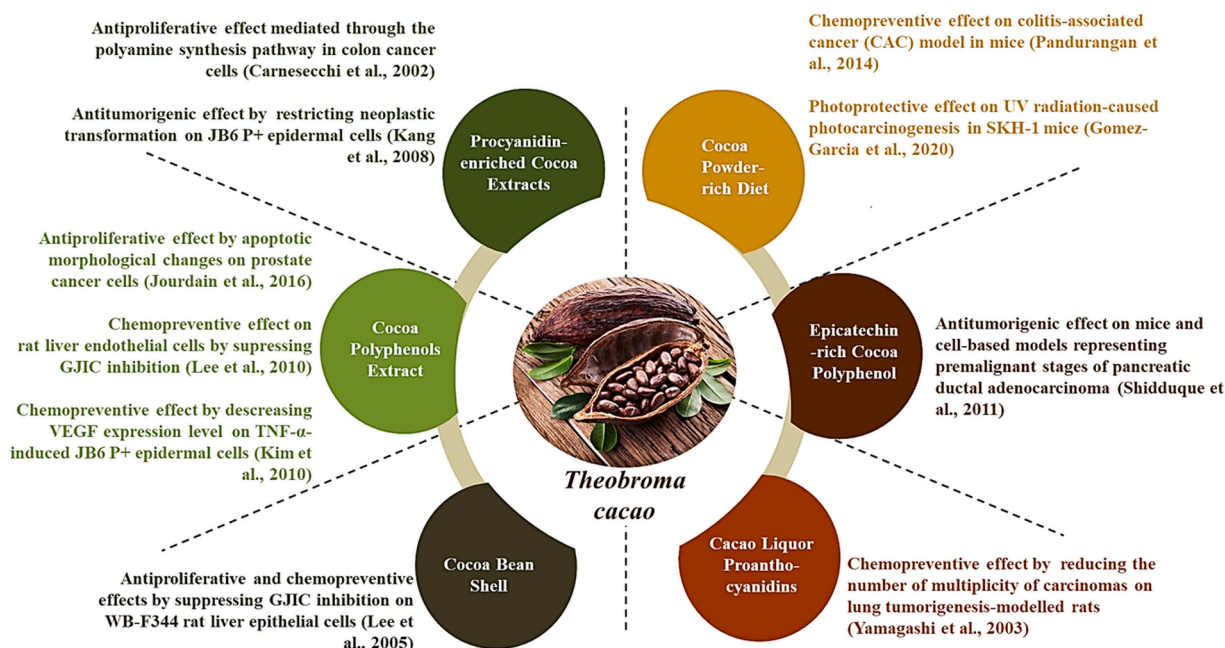 Antiproliferative effect mediated through the
polyamine synthesis pathway in colon cancer
cells (Carnesecchi et al., 2002)
Antitumorigenic effect by restricting neoplastic
transformation on JB6 P+ epidermal cells (Kang
et al., 2008)
Procyanidin-
enriched Cocoa
Extracts
Chemopreventive effect on colitis-associated
cancer (CAC) model in mice (Pandurangan et
al., 2014)
Photoprotective effect on UV radiation-caused
photocarcinogenesis in SKH-1 mice (Gomez-
Garcia et al., 2020)
Cocoa
Powder-
rich Diet
Antiproliferative effect by apoptotic
morphological changes on prostate
cancer cells (Jourdain et al., 2016)
Chemopreventive effect on
rat liver endothelial cells by supressing
GJIC inhibition (Lee et al., 2010)
Chemopreventive effect by descreasing
VEGF expression level on TNF-α-
induced JB6 P+ epidermal cells (Kim et
al., 2010)
Cocoa
Polyphenols
Extract
Epicatechin
-rich Cocoa
Polyphenol
Antitumorigenic effect on mice and
cell-based models representing
premalignant stages of pancreatic
ductal adenocarcinoma (Shidduque et
al., 2011)
Theobroma
cacao
Cocoa Bean
Shell
Antiproliferative and chemopreventive
effects by suppressing GJIC inhibition on
WB-F344 rat liver epithelial cells (Lee et
al., 2005)
Cacao Liquor
Proantho-
cyanidins
Chemopreventive effect by reducing the
number of multiplicity of carcinomas on
lung tumorigenesis-modelled rats
(Yamagashi et al., 2003)